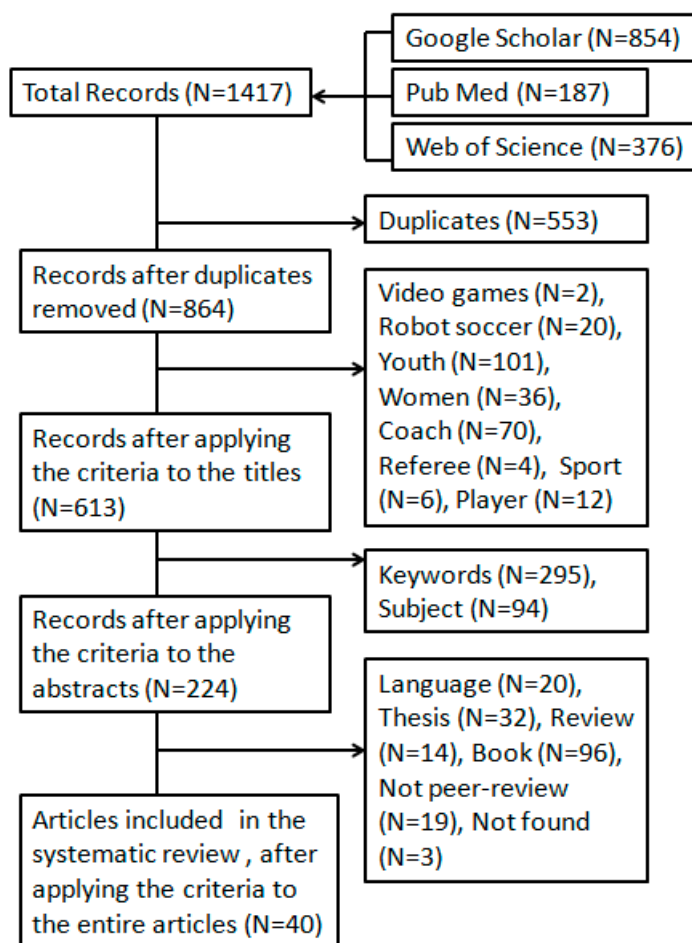 Google Scholar (N=854)
Total Records (N=1417)
Pub Med (N=187)
Web of Science (N=376)
Duplicates (N=553)
Records after duplicates
removed (N=864)
Video games (N=2),
Robot soccer (N=20),
Youth (N=101),
Women (N=36),
Coach (N=70),
Referee (N=4), Sport
(N=6), Player (N=12)
Records after applying
the criteria to the titles
(N=613)
Keywords (N=295),
Subject (N=94)
Records after applying
the criteria to the
abstracts (N=224)
Language (N=20),
Thesis (N=32), Review
(N=14), Book (N=96),
Not peer-review
(N=19), Not found
(N=3)
Articles included in the
systematic review , after
applying the criteria to
the entire articles (N=40)